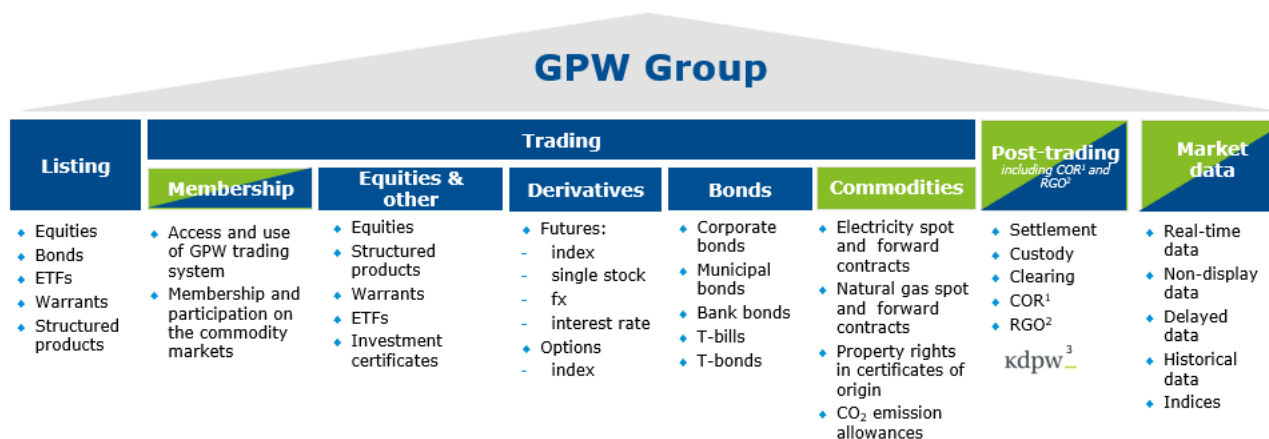 GPW Group
Listing
Equities
Bonds
ETFs
Warrants
Structured
products
Trading
Membership
Access and use
of GPW trading
system
Membership and
participation on
the commodity
markets
Equities &
other
Equities
Structured
products
Warrants
ETFs
Investment
certificates
Derivatives
Futures:
- index
- single stock
- fx
- interest rate
Options
- index
Bonds
Corporate
bonds
Municipal
bonds
Bank bonds
T-bills
T-bonds
Commodities
Electricity spot
and forward
contracts
Natural gas spot
and forward
contracts
Property rights
in certificates of
origin
CO₂ emission
allowances
Post-trading
including COR¹ and
RGO²
Settlement
Custody
Clearing
COR¹
RGO²
кdpw_³
Market
data
Real-time
data
Non-display
data
Delayed
data
Historical
data
Indices